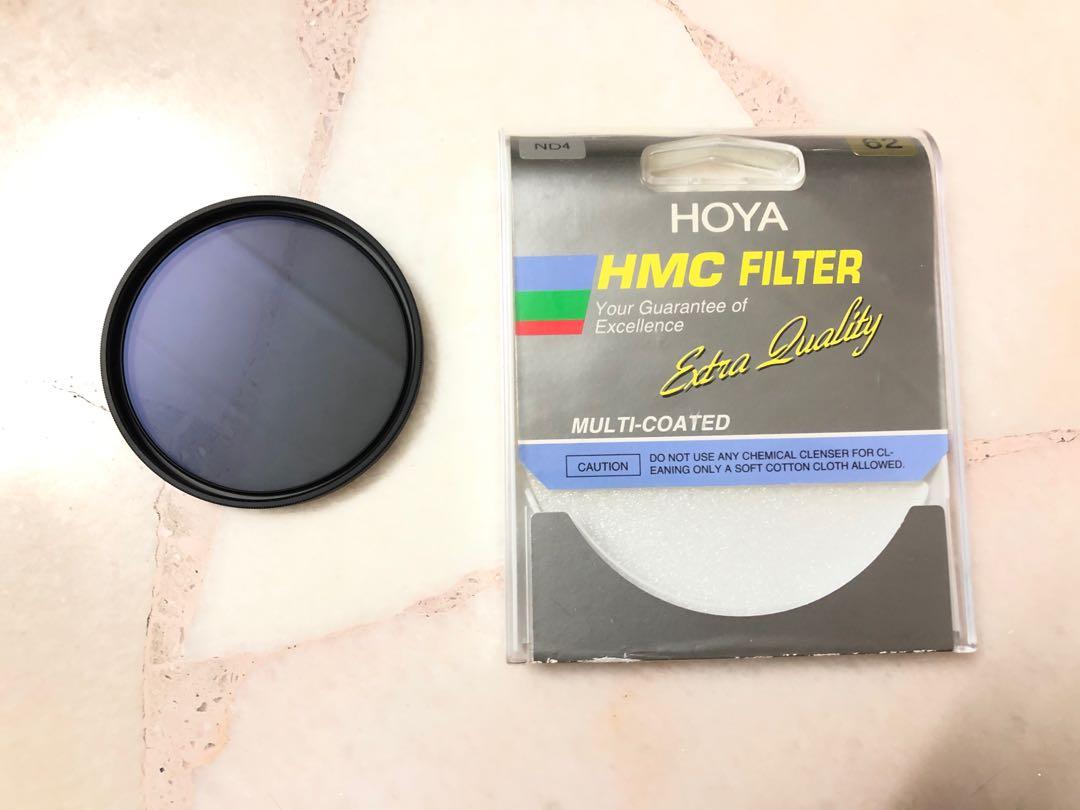 ND4
62
HOYA
HMC FILTER
Your Guarantee of
Excellence
Extra Quality
MULTI-COATED
CAUTION
DO NOT USE ANY CHEMICAL CLENSER FOR CL-
EANING ONLY A SOFT COTTON CLOTH ALLOWED.